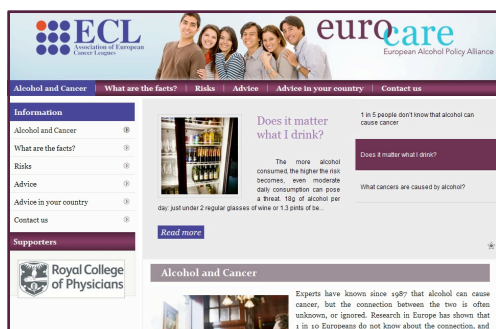 ECL
Association of European
Cancer Leagues
eurocare
European Alcohol Policy Alliance
Alcohol and Cancer | What are the facts? | Risks | Advice | Advice in your country | Contact us
Information
Alcohol and Cancer
What are the facts?
Risks
Advice
Advice in your country
Contact us
Supporters
Royal College
of Physicians
Does it matter
what I drink?
The more alcohol
consumed, the higher the risk
becomes, even moderate
daily consumption can pose
a threat. 18g of alcohol per
day: just under 2 regular glasses of wine or 1.3 pints of be...
Read more
1 in 5 people don't know that alcohol can
cause cancer
Does it matter what I drink?
What cancers are caused by alcohol?
Alcohol and Cancer
Experts have known since 1987 that alcohol can cause
cancer, but the connection between the two is often
unknown, or ignored. Research in Europe has shown that
1 in 10 Europeans do not know about the connection, and